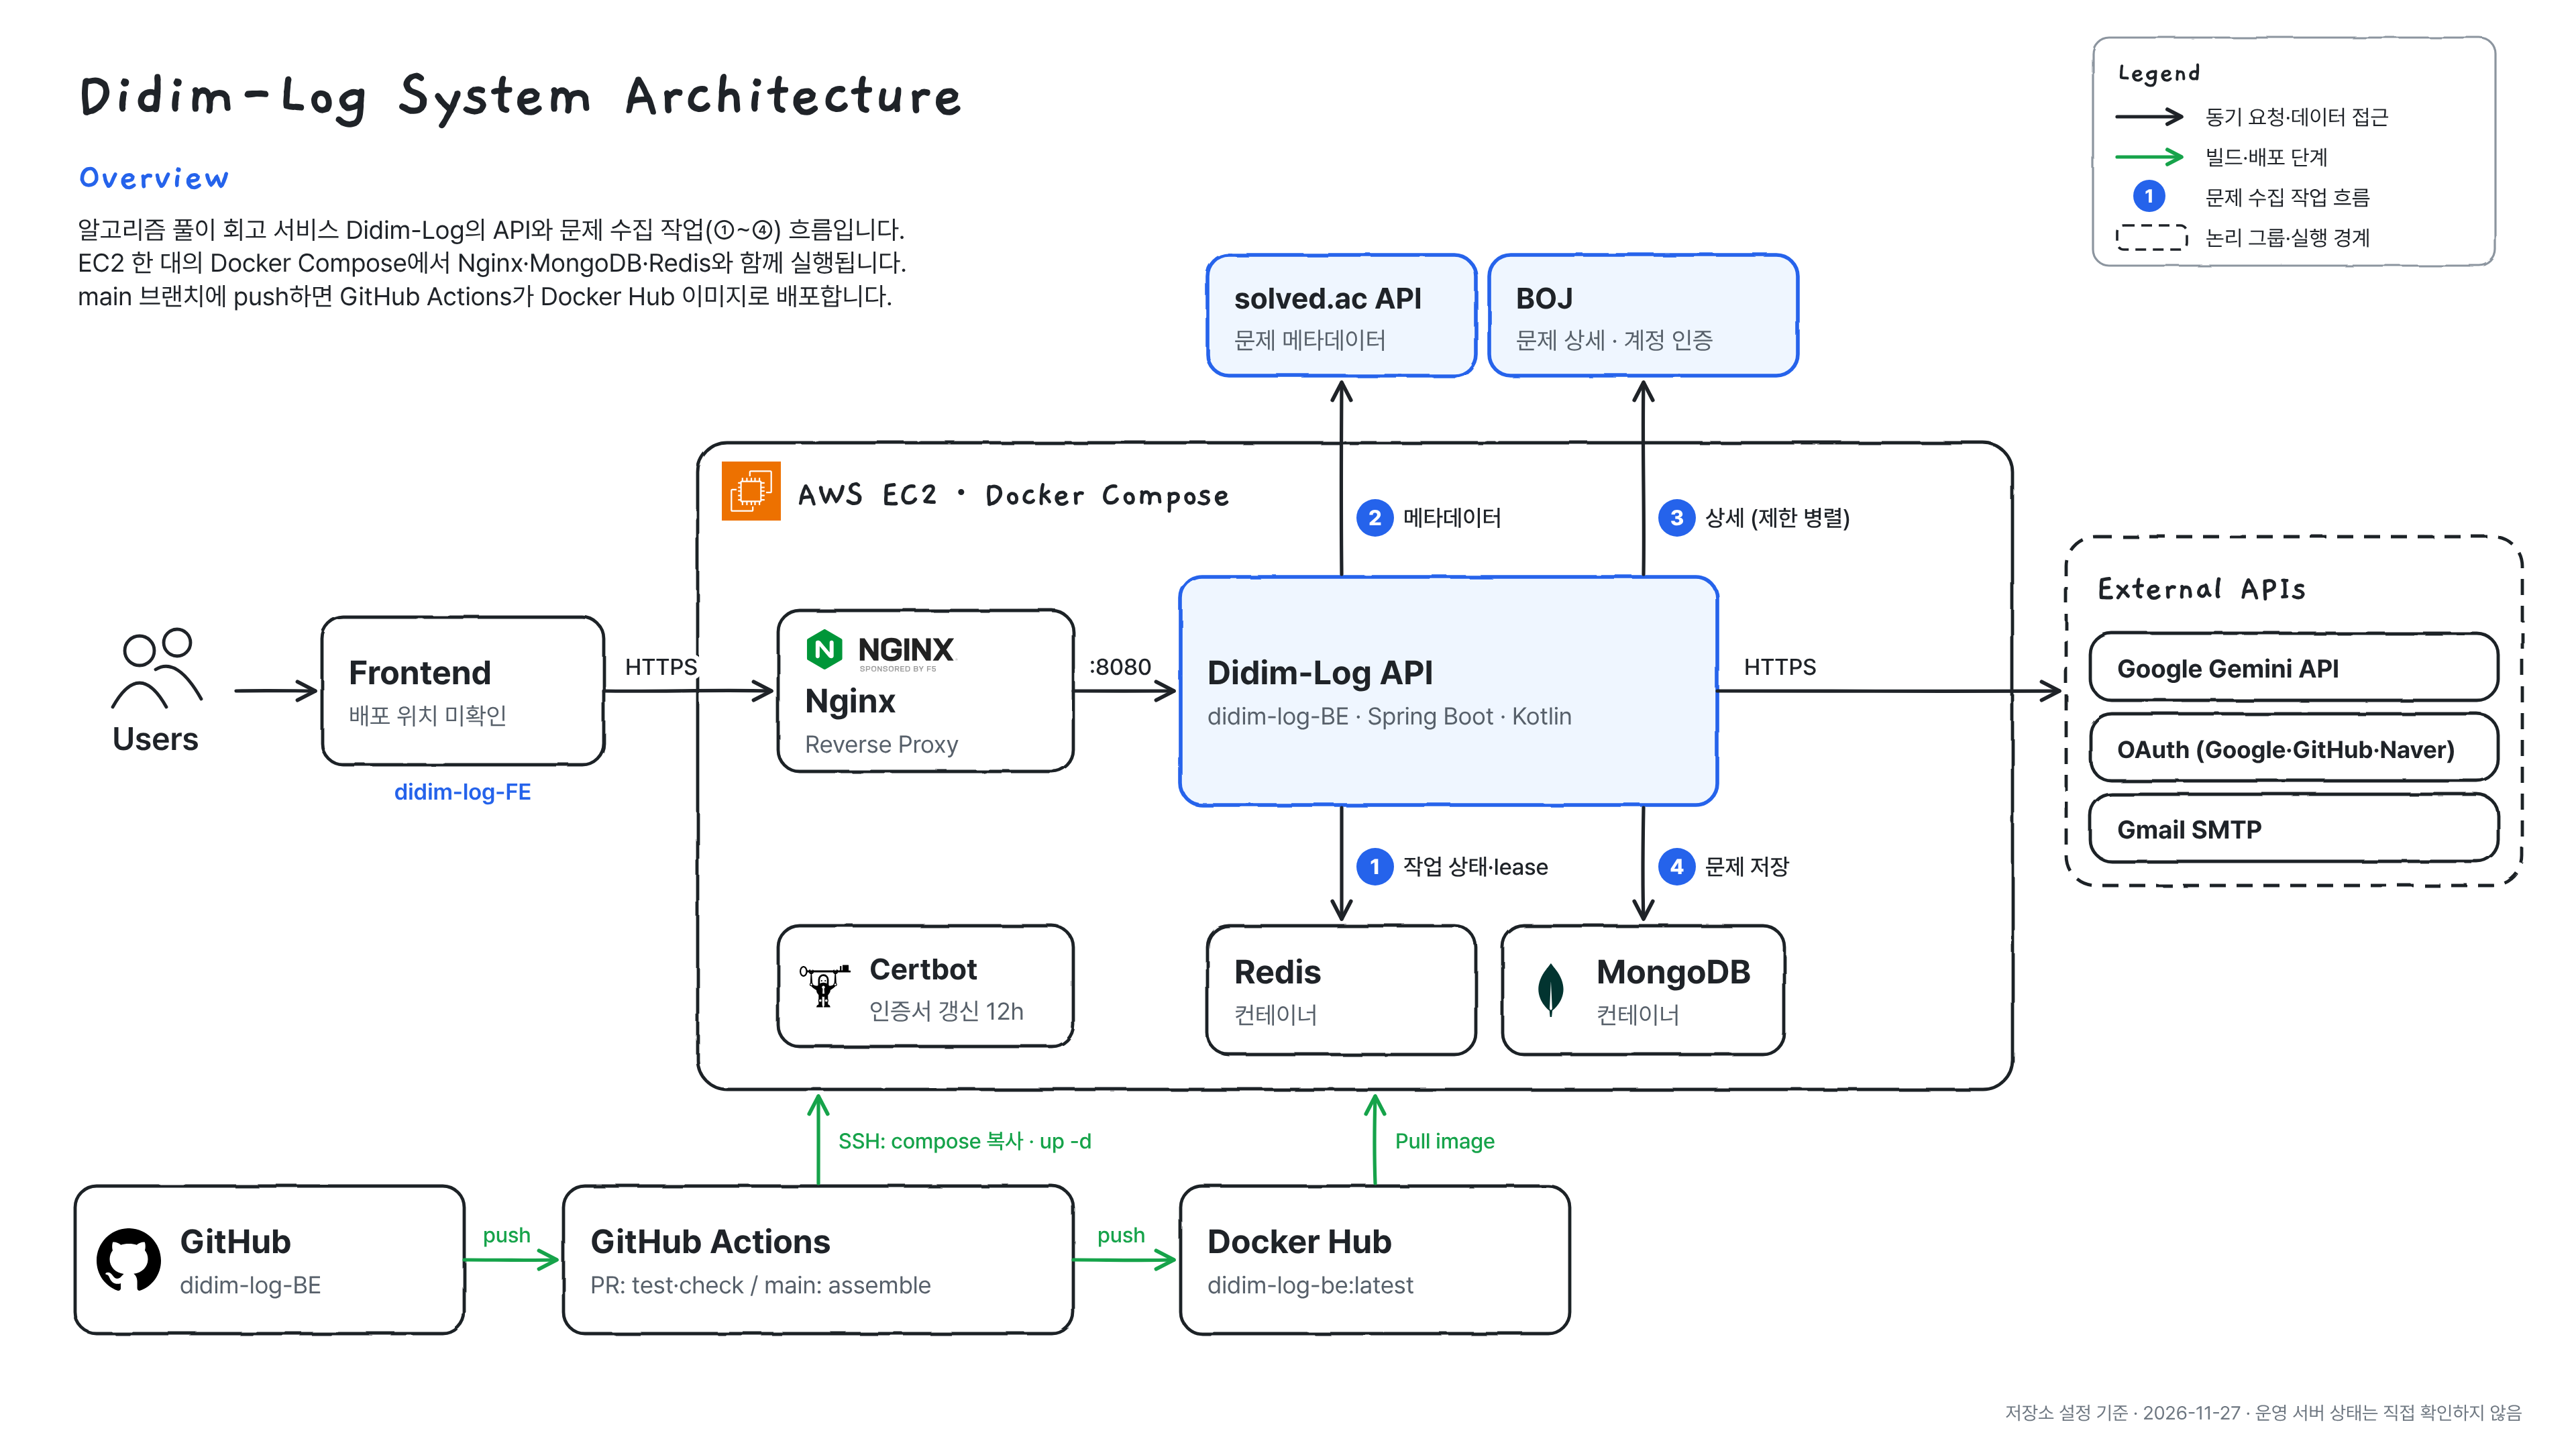 Didim-Log System Architecture
Overview
알고리즘 풀이 회고 서비스 Didim-Log의 API와 문제 수집 작업(①~④) 흐름입니다.
EC2 한 대의 Docker Compose에서 Nginx·MongoDB·Redis와 함께 실행됩니다.
main 브랜치에 push하면 GitHub Actions가 Docker Hub 이미지로 배포합니다.
Legend
동기 요청·데이터 접근
빌드·배포 단계
1 문제 수집 작업 흐름
논리 그룹·실행 경계
solved.ac API
문제 메타데이터
BOJ
문제 상세 · 계정 인증
AWS EC2 · Docker Compose
2 메타데이터
3 상세 (제한 병렬)
Users
Frontend
배포 위치 미확인
didim-log-FE
HTTPS
NGINX
SPONSORED BY F5
Nginx
Reverse Proxy
:8080
Didim-Log API
didim-log-BE · Spring Boot · Kotlin
HTTPS
External APIs
Google Gemini API
OAuth (Google·GitHub·Naver)
Gmail SMTP
1 작업 상태·lease
4 문제 저장
Certbot
인증서 갱신 12h
Redis
컨테이너
MongoDB
컨테이너
SSH: compose 복사 · up -d
Pull image
GitHub
didim-log-BE
push
GitHub Actions
PR: test·check / main: assemble
push
Docker Hub
didim-log-be:latest
저장소 설정 기준 · 2026-11-27 · 운영 서버 상태는 직접 확인하지 않음